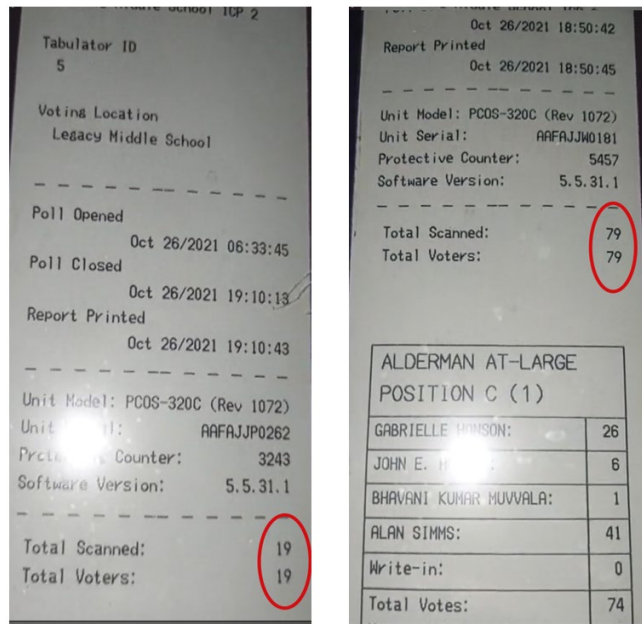 ICP 2
Tabulator ID
5
Voting Location
Legacy Middle School
Poll Opened
Oct 26/2021 06:33:45
Poll Closed
Oct 26/2021 19:10:13
Report Printed
Oct 26/2021 19:10:43
Unit Model: PCOS-320C (Rev 1072)
Unit
AAFAJJP0262
Counter: 3243
Software Version: 5.5.31.1
Total Scanned: 19
Total Voters: 19
Oct 26/2021 18:50:42
Report Printed
Oct 26/2021 18:50:45
Unit Model: PCOS-320C (Rev 1072)
Unit Serial: AAFAJJW0181
Protective Counter: 5457
Software Version: 5.5.31.1
Total Scanned: 79
Total Voters: 79
ALDERMAN AT-LARGE
POSITION C (1)
GABRIELLE 26
JOHN E. 6
BHAVANI KUMAR MUVVALA: 1
ALAN SIMMS: 41
Write-in: 0
Total Votes: 74